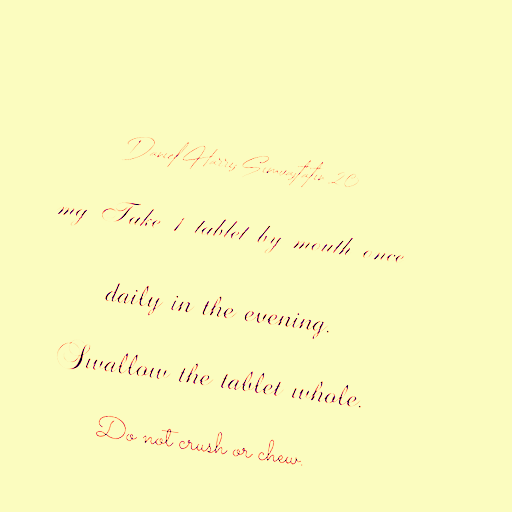 Daniel Harris Simvastatin 20
mg Take 1 tablet by mouth once
daily in the evening.
Swallow the tablet whole.
Do not crush or chew.